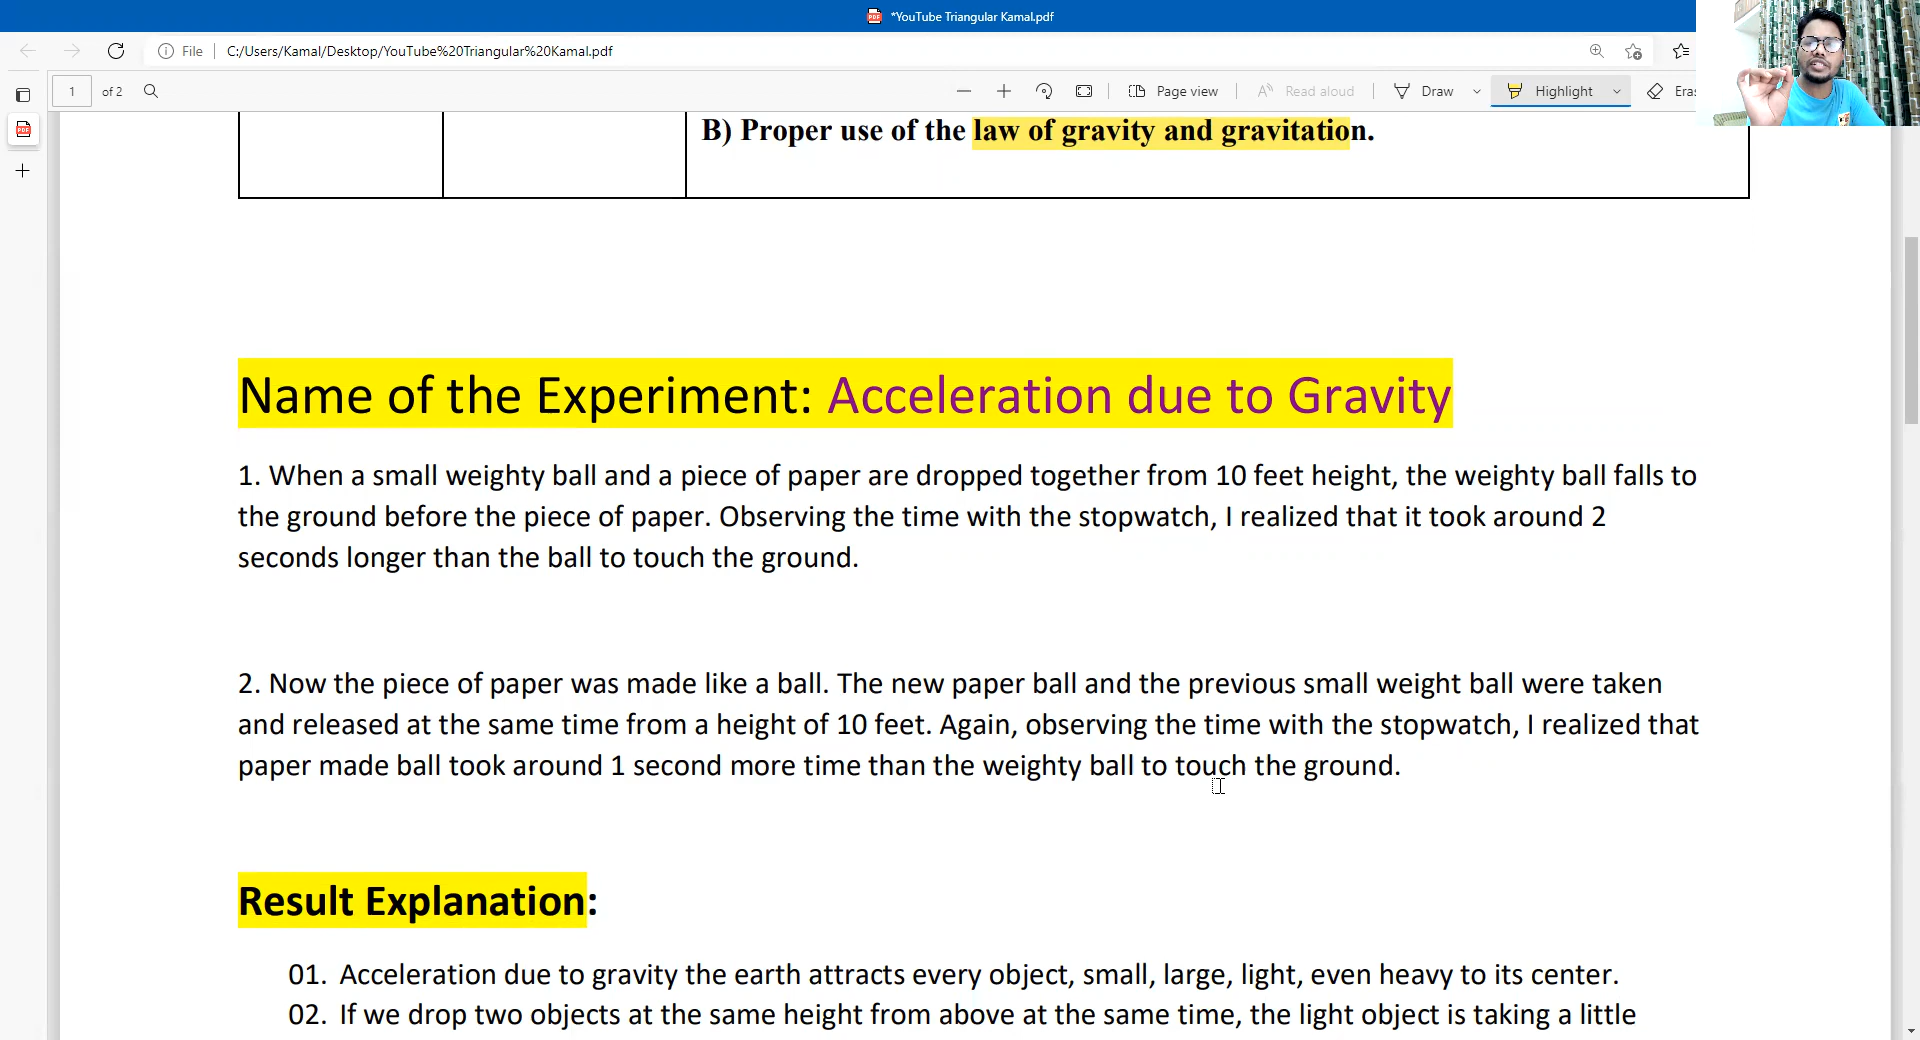 *YouTube Triangular Kamal.pdf
File C:/Users/Kamal/Desktop/YouTube%20Triangular%20Kamal.pdf
1 of 2 Page view Read aloud Draw Highlight Eras
B) Proper use of the law of gravity and gravitation.
Name of the Experiment: Acceleration due to Gravity
1. When a small weighty ball and a piece of paper are dropped together from 10 feet height, the weighty ball falls to
the ground before the piece of paper. Observing the time with the stopwatch, I realized that it took around 2
seconds longer than the ball to touch the ground.
2. Now the piece of paper was made like a ball. The new paper ball and the previous small weight ball were taken
and released at the same time from a height of 10 feet. Again, observing the time with the stopwatch, I realized that
paper made ball took around 1 second more time than the weighty ball to touch the ground.
Result Explanation:
01. Acceleration due to gravity the earth attracts every object, small, large, light, even heavy to its center.
02. If we drop two objects at the same height from above at the same time, the light object is taking a little